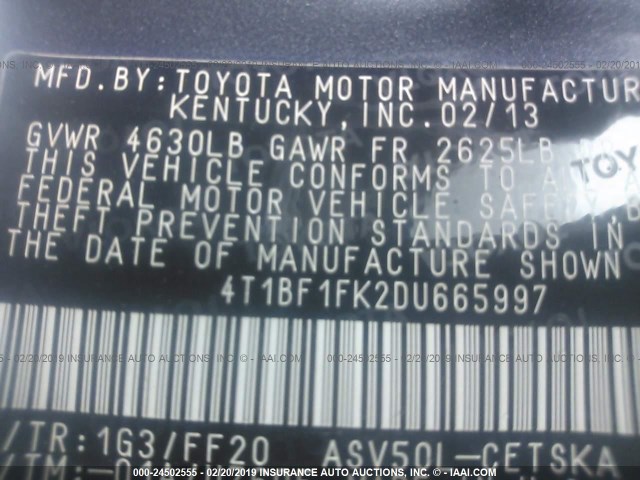 MFD.BY:TOYOTA MOTOR MANUFACTUR
KENTUCKY, INC. 02/13
GVWR 4630LB GAWR FR 2625LB
THIS VEHICLE CONFORMS TO A
FEDERAL MOTOR VEHICLE SAFETY,B
THEFT PREVENTION STANDARDS IN
THE DATE OF MANUFACTURE SHOWN
TOY
4T1BF1FK2DU665997
/TR:1G3/FF20 ASV50L-CETSKA
/TM:-
000-24502555 - 02/20/2019 INSURANCE AUTO AUCTIONS, INC. - IAAI.COM